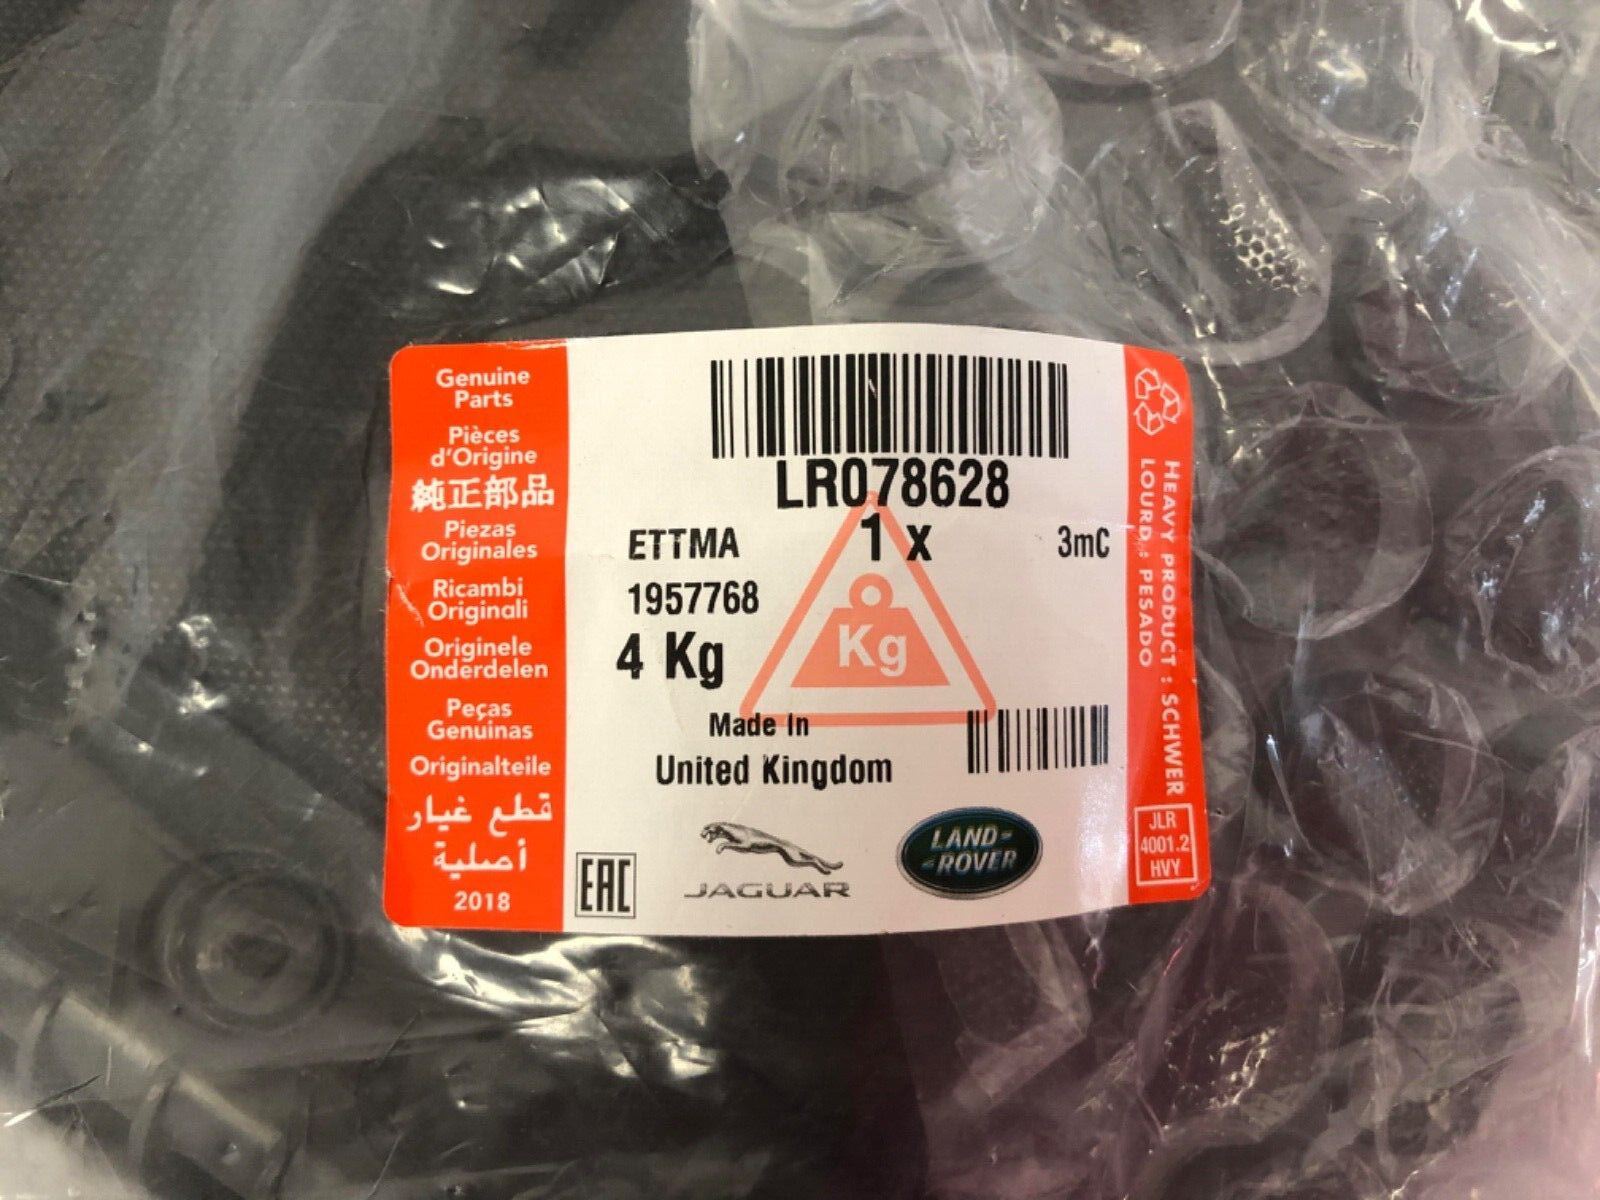 Genuine
Parts
Pièces
d'Origine
純正部品
Piezas
Originales
Ricambi
Originali
Originele
Onderdelen
Peças
Genuinas
Originalteile
قطع غيار
أصلية
2018
LR078628
ETTMA
1 x
3mC
1957768
4 Kg
Kg
Made In
United Kingdom
EAC
JAGUAR
LAND-
-ROVER
HEAVY PRODUCT : SCHWER
LOURD : PESADO
JLR
4001.2
HVY